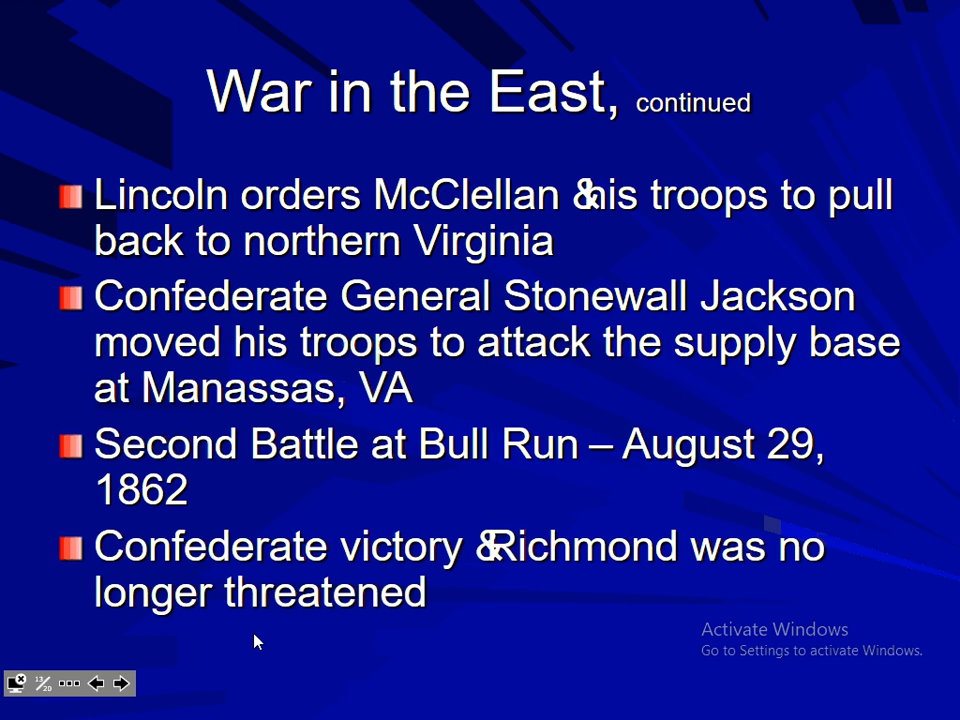 War in the East, continued
Lincoln orders McClellan & his troops to pull
back to northern Virginia
Confederate General Stonewall Jackson
moved his troops to attack the supply base
at Manassas, VA
Second Battle at Bull Run – August 29,
1862
Confederate victory & Richmond was no
longer threatened
Activate Windows
Go to Settings to activate Windows.
13/20